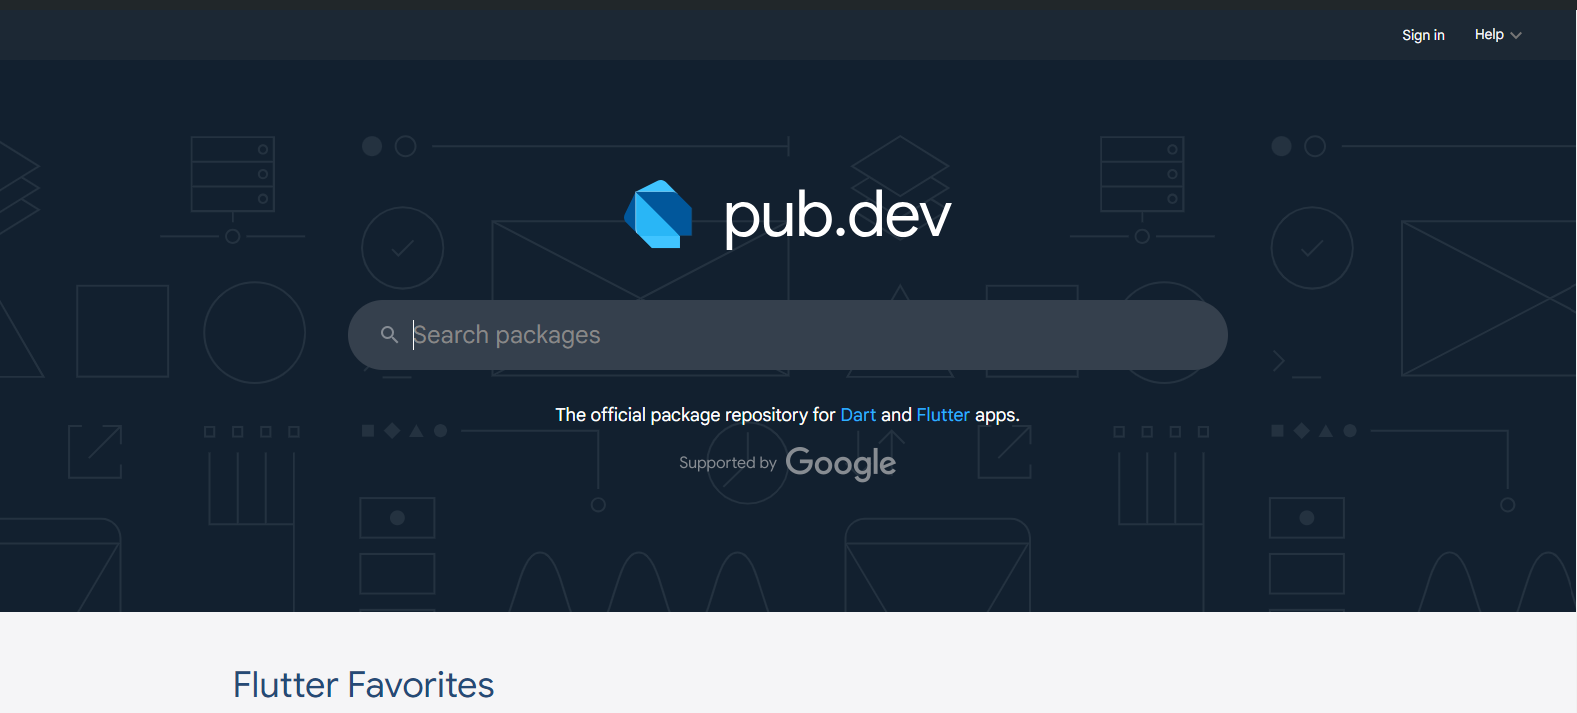 Sign in Help
pub.dev
Search packages
The official package repository for Dart and Flutter apps.
Supported by Google
Flutter Favorites